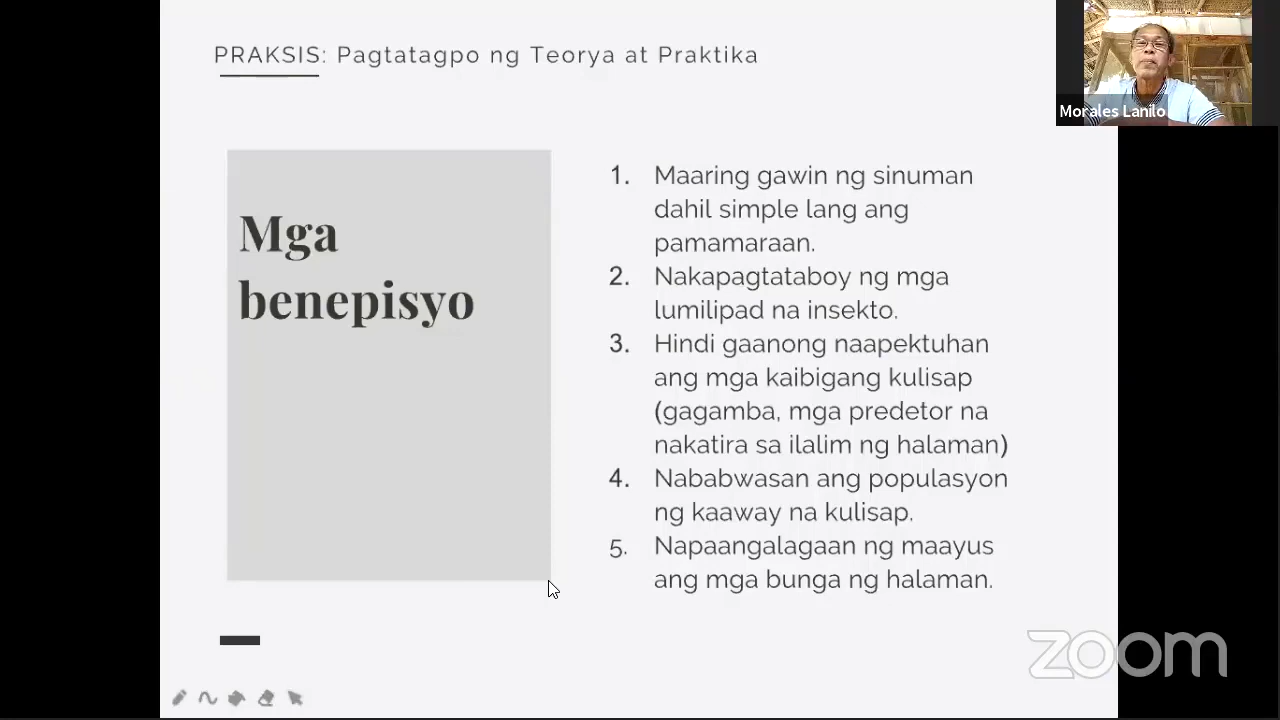 PRAKSIS: Pagtatagpo ng Teorya at Praktika
Morales Lanilo
Mga
benepisyo
1. Maaring gawin ng sinuman
dahil simple lang ang
pamamaraan.
2. Nakapagtataboy ng mga
lumilipad na insekto.
3. Hindi gaanong naapektuhan
ang mga kaibigang kulisap
(gagamba, mga predetor na
nakatira sa ilalim ng halaman)
4. Nababwasan ang populasyon
ng kaaway na kulisap.
5. Napaangalagaan ng maayus
ang mga bunga ng halaman.
zoom